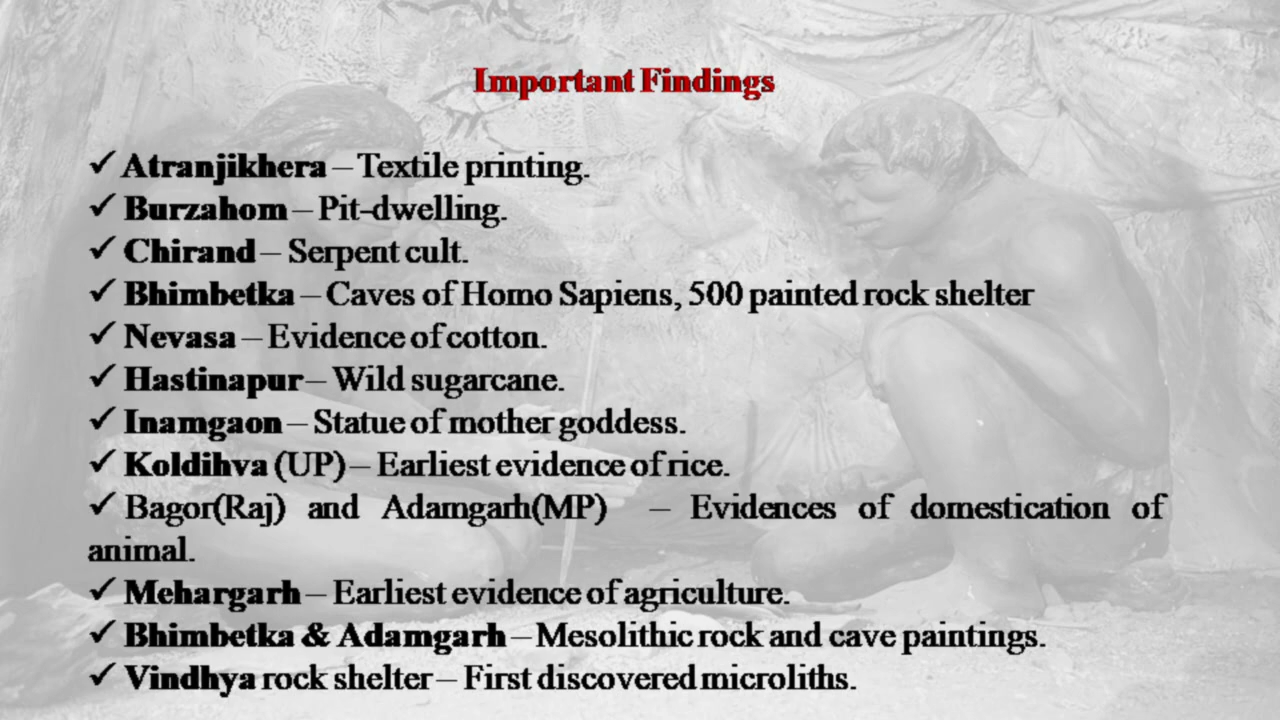 Important Findings
✓ Atranjikhera – Textile printing.
✓ Burzahom – Pit-dwelling.
✓ Chirand – Serpent cult.
✓ Bhimbetka – Caves of Homo Sapiens, 500 painted rock shelter
✓ Nevasa – Evidence of cotton.
✓ Hastinapur – Wild sugarcane.
✓ Inamgaon – Statue of mother goddess.
✓ Koldihva (UP) – Earliest evidence of rice.
✓ Bagor(Raj) and Adamgarh(MP) – Evidences of domestication of
animal.
✓ Mehargarh – Earliest evidence of agriculture.
✓ Bhimbetka & Adamgarh – Mesolithic rock and cave paintings.
✓ Vindhya rock shelter – First discovered microliths.